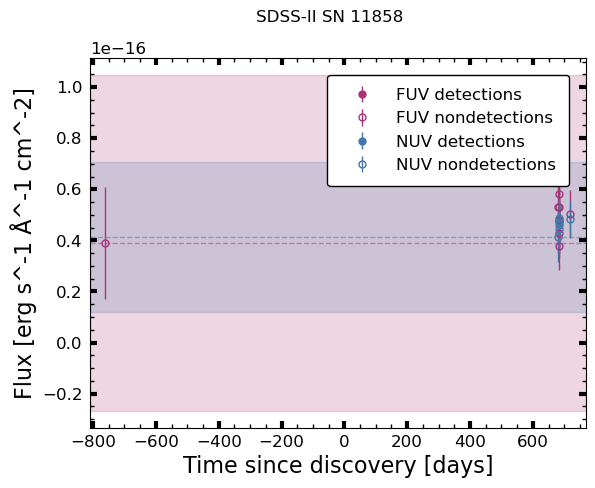 SDSS-II SN 11858
1e−16
FUV detections
FUV nondetections
NUV detections
NUV nondetections
1.0
0.8
0.6
0.4
0.2
0.0
−0.2
Flux [erg s^-1 Å^-1 cm^-2]
−800 −600 −400 −200 0 200 400 600
Time since discovery [days]